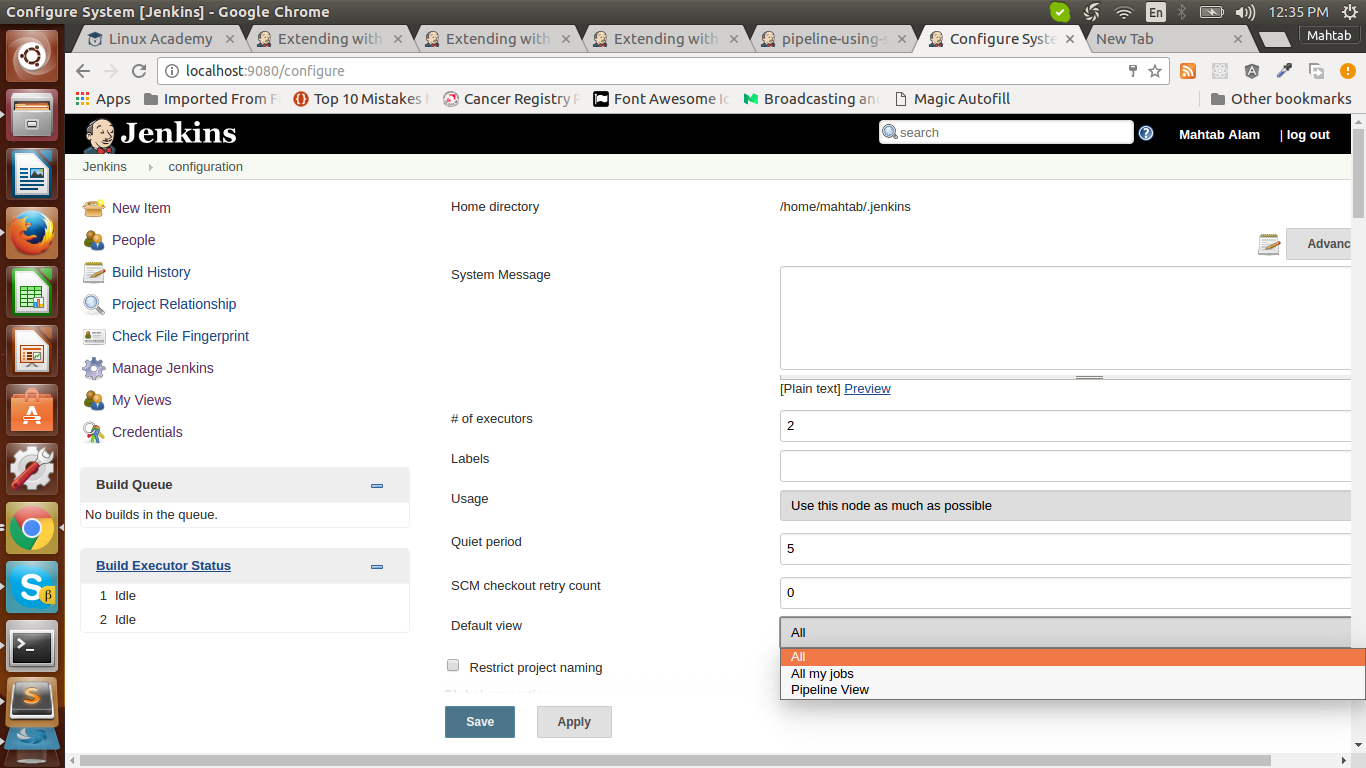 Configure System [Jenkins] - Google Chrome
En
12:35 PM
Linux Academy
Extending with
Extending with
Extending with
pipeline-using-s
Configure Syste
New Tab
Mahtab
localhost:9080/configure
Apps
Imported From F
Top 10 Mistakes
Cancer Registry
Font Awesome Ic
Broadcasting an
Magic Autofill
Other bookmarks
Jenkins
search
Mahtab Alam
| log out
Jenkins
configuration
New Item
People
Build History
Project Relationship
Check File Fingerprint
Manage Jenkins
My Views
Credentials
Build Queue
No builds in the queue.
Build Executor Status
1 Idle
2 Idle
Home directory
/home/mahtab/.jenkins
Advanc
System Message
[Plain text] Preview
# of executors
2
Labels
Usage
Use this node as much as possible
Quiet period
5
SCM checkout retry count
0
Default view
All
All
All my jobs
Pipeline View
Restrict project naming
Save
Apply